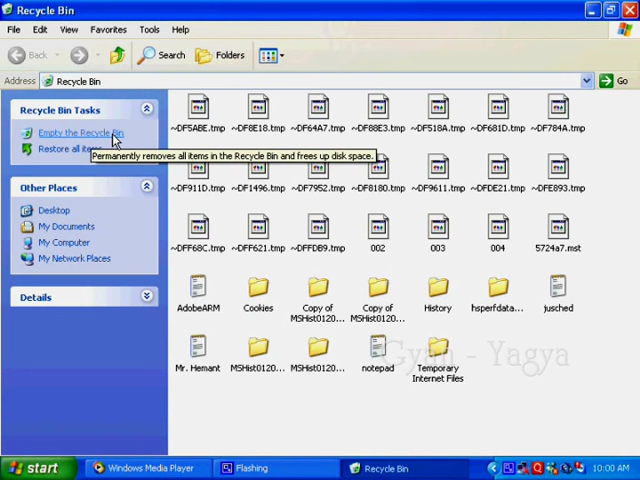 Recycle Bin
File Edit View Favorites Tools Help
Back Search Folders
Address Recycle Bin Go
Recycle Bin Tasks
Empty the Recycle Bin
Restore all items
Permanently removes all items in the Recycle Bin and frees up disk space.
Other Places
Desktop
My Documents
My Computer
My Network Places
Details
~DF5ABE.tmp ~DF8E18.tmp ~DF64A7.tmp ~DF88E3.tmp ~DF518A.tmp ~DF681D.tmp ~DF784A.tmp
~DF911D.tmp ~DF1496.tmp ~DF7952.tmp ~DF8180.tmp ~DF9611.tmp ~DFDE21.tmp ~DFE893.tmp
~DFF68C.tmp ~DFF621.tmp ~DFFDB9.tmp 002 003 004 5724a7.mst
AdobeARM Cookies Copy of Copy of History hsperfdata... jusched
MSHist0120... MSHist0120...
Mr. Hemant MSHist0120... MSHist0120... notepad Temporary
Internet Files
Gyan - Yagya
start Windows Media Player Flashing Recycle Bin 10:00 AM